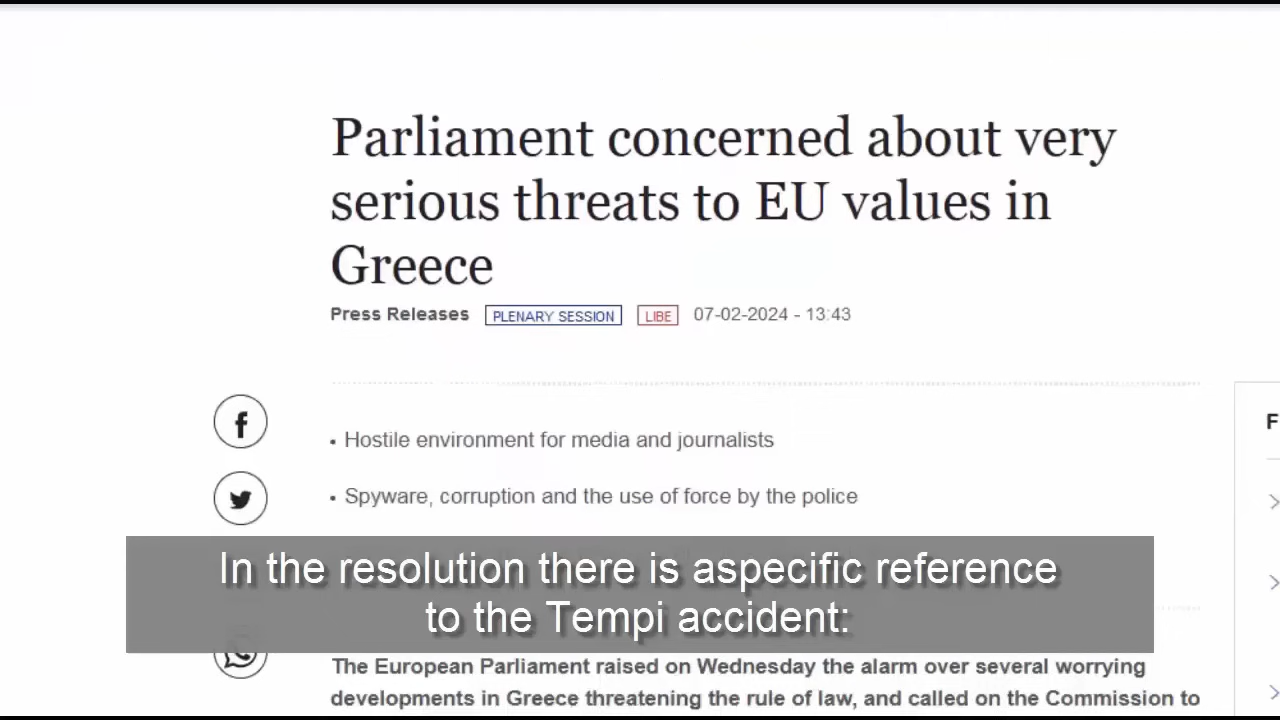 Parliament concerned about very
serious threats to EU values in
Greece
Press Releases PLENARY SESSION LIBE 07-02-2024 - 13:43
• Hostile environment for media and journalists
F
• Spyware, corruption and the use of force by the police
In the resolution there is aspecific reference
to the Tempi accident:
The European Parliament raised on Wednesday the alarm over several worrying
developments in Greece threatening the rule of law, and called on the Commission to